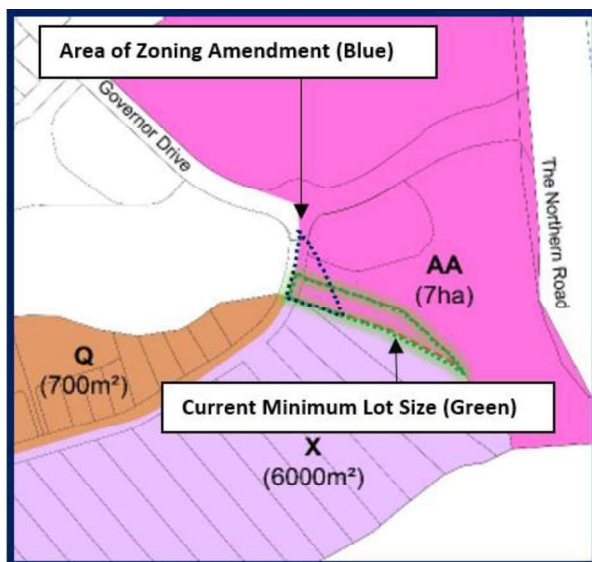 Area of Zoning Amendment (Blue)
Governor Drive
The Northern Road
AA
(7ha)
Q
(700m²)
Current Minimum Lot Size (Green)
X
(6000m²)